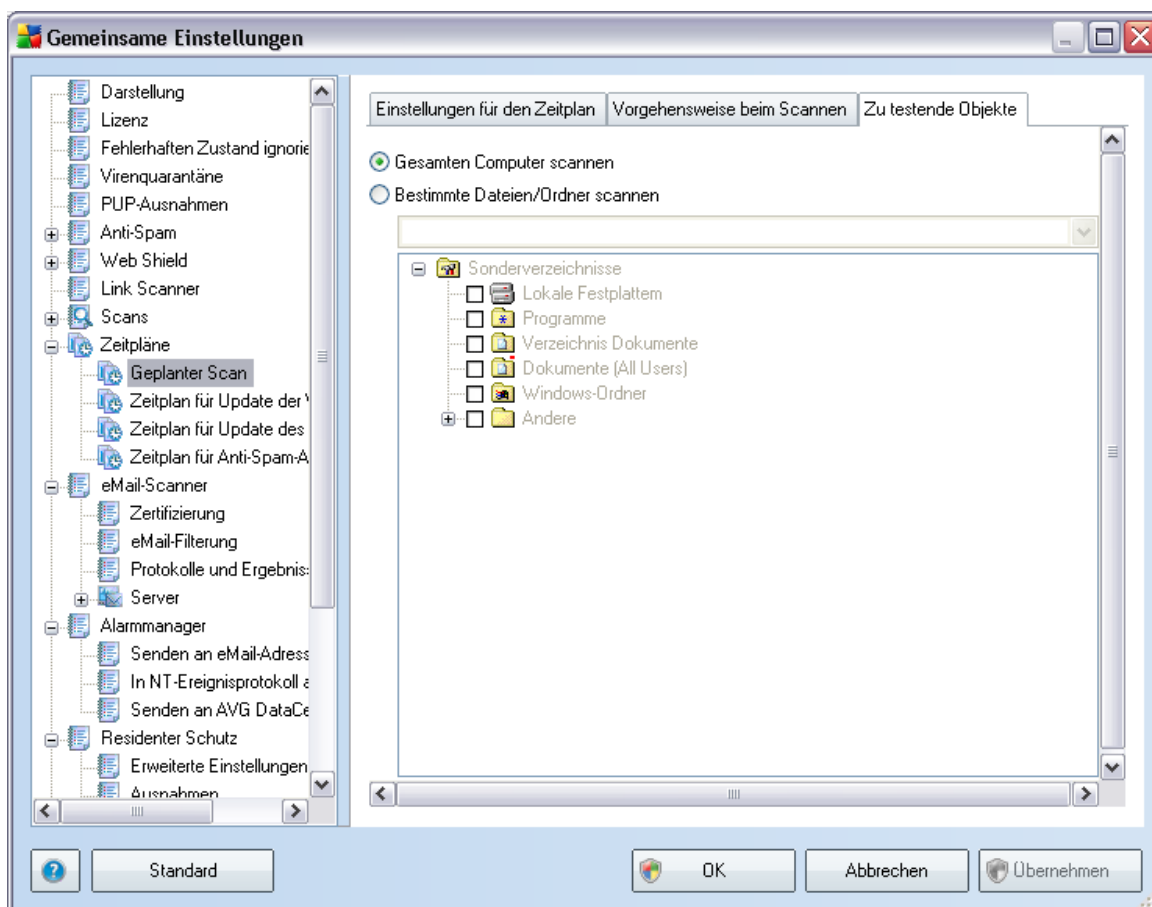 Gemeinsame Einstellungen
Darstellung
Lizenz
Fehlerhaften Zustand ignorie
Virenquarantäne
PUP-Ausnahmen
Anti-Spam
Web Shield
Link Scanner
Scans
Zeitpläne
Geplanter Scan
Zeitplan für Update der V
Zeitplan für Update des
Zeitplan für Anti-Spam-A
eMail-Scanner
Zertifizierung
eMail-Filterung
Protokolle und Ergebnis
Server
Alarmmanager
Senden an eMail-Adress
In NT-Ereignisprotokoll a
Senden an AVG DataCe
Residenter Schutz
Erweiterte Einstellungen
Ausnahmen
Einstellungen für den Zeitplan
Vorgehensweise beim Scannen
Zu testende Objekte
Gesamten Computer scannen
Bestimmte Dateien/Ordner scannen
Sonderverzeichnisse
Lokale Festplattem
Programme
Verzeichnis Dokumente
Dokumente (All Users)
Windows-Ordner
Andere
Standard
OK
Abbrechen
Übernehmen